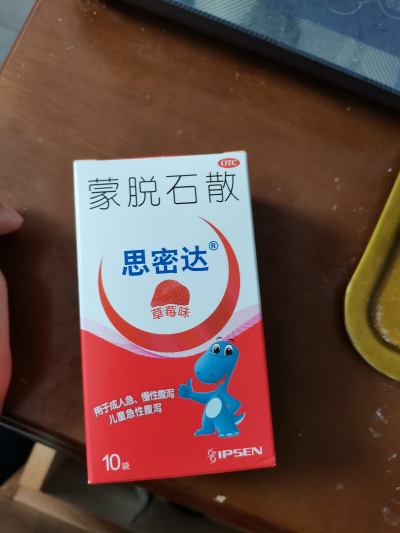 OTC
蒙脱石散
思密达®
草莓味
用于成人急、慢性腹泻
儿童急性腹泻
10袋
IPSEN